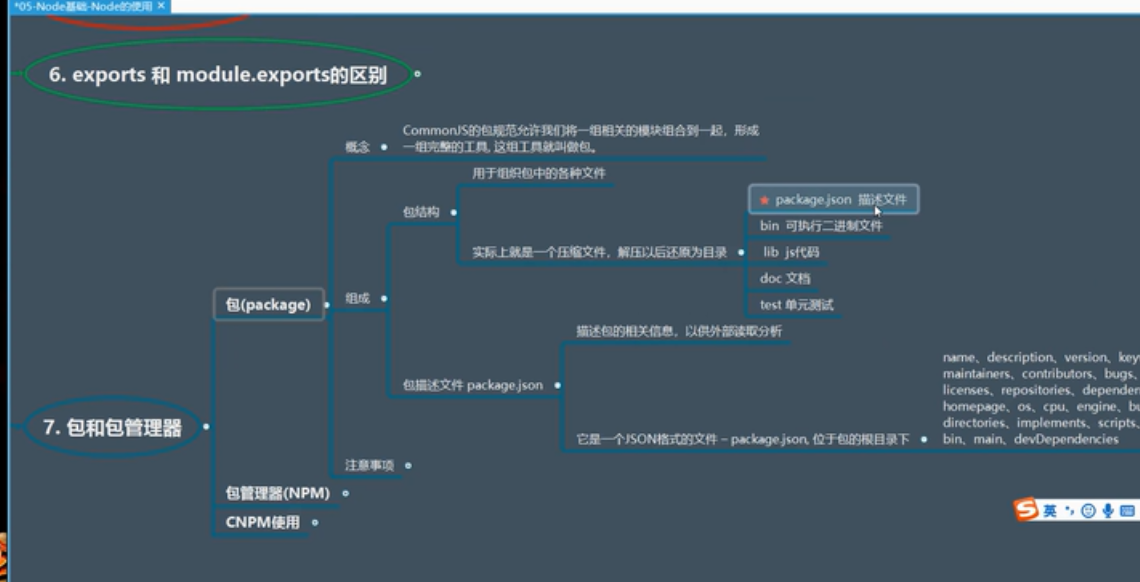 *05-Node基础-Node的使用
6. exports 和 module.exports的区别
CommonJS的包规范允许我们将一组相关的模块组合到一起，形成
一组完整的工具, 这组工具就叫做包。
概念
用于组织包中的各种文件
package.json 描述文件
包结构
bin 可执行二进制文件
实际上就是一个压缩文件，解压以后还原为目录
lib js代码
doc 文档
组成
包(package)
test 单元测试
描述包的相关信息，以供外部读取分析
name、description、version、key
maintainers、contributors、bugs、
包描述文件 package.json
licenses、repositories、dependen
homepage、os、cpu、engine、bu
directories、implements、scripts、
7. 包和包管理器
它是一个JSON格式的文件 – package.json, 位于包的根目录下
bin、main、devDependencies
注意事项
包管理器(NPM)
CNPM使用
英